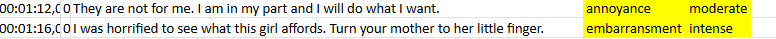 00:01:12,0 0 They are not for me. I am in my part and I will do what I want. annoyance moderate
00:01:16,0 0 I was horrified to see what this girl affords. Turn your mother to her little finger. embarransment intense